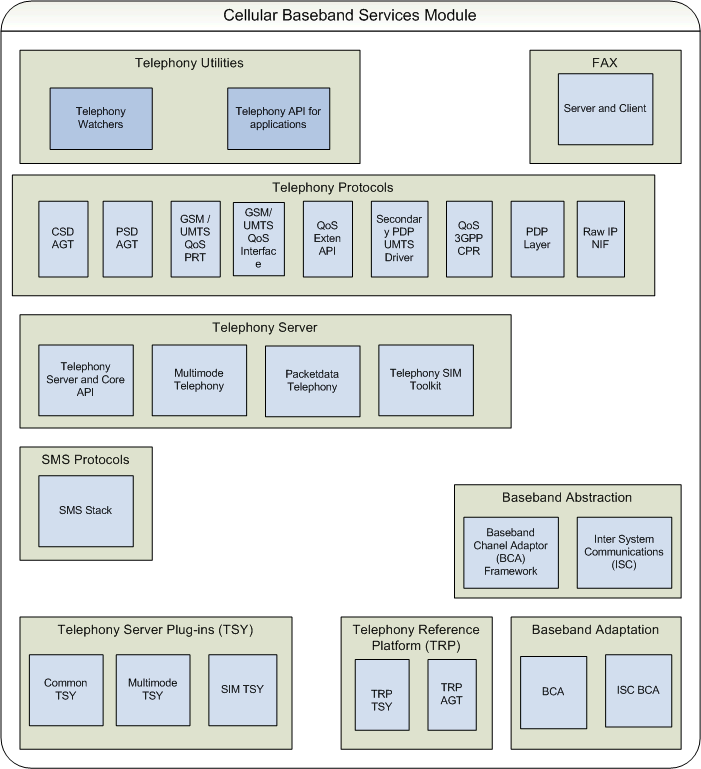 Cellular Baseband Services Module
Telephony Utilities
Telephony
Watchers
Telephony API for
applications
FAX
Server and Client
Telephony Protocols
CSD
AGT
PSD
AGT
GSM /
UMTS
QoS
PRT
GSM/
UMTS
QoS
Interfac
e
QoS
Exten
API
Secondar
y PDP
UMTS
Driver
QoS
3GPP
CPR
PDP
Layer
Raw IP
NIF
Telephony Server
Telephony
Server and Core
API
Multimode
Telephony
Packetdata
Telephony
Telephony SIM
Toolkit
SMS Protocols
SMS Stack
Baseband Abstraction
Baseband
Chanel Adaptor
(BCA)
Framework
Inter System
Communications
(ISC)
Telephony Server Plug-ins (TSY)
Common
TSY
Multimode
TSY
SIM TSY
Telephony Reference
Platform (TRP)
TRP
TSY
TRP
AGT
Baseband Adaptation
BCA
ISC BCA